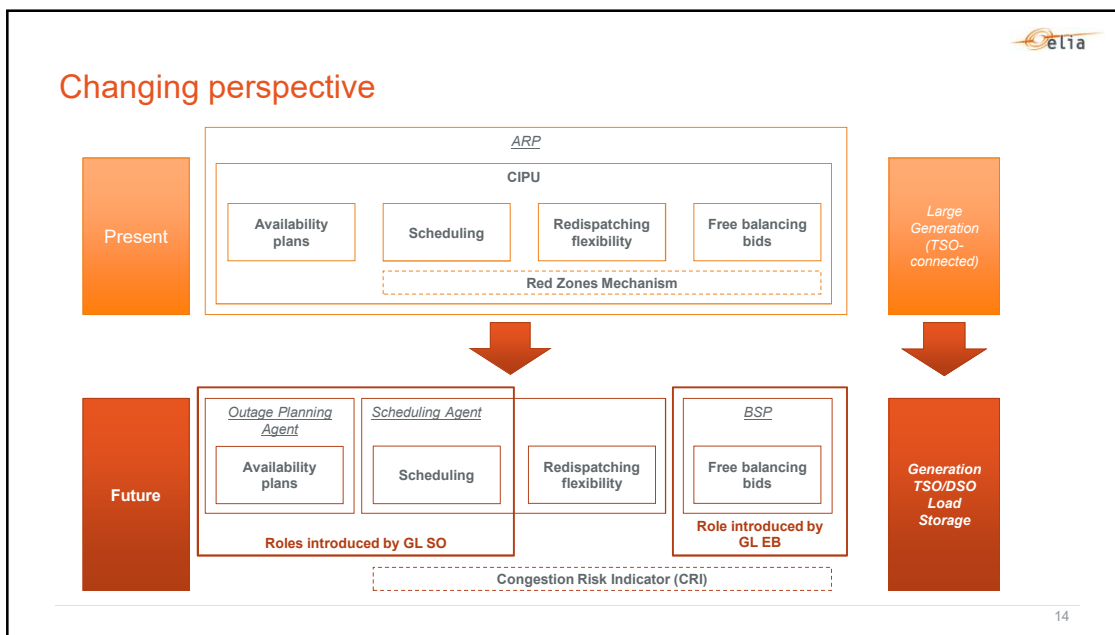 elia
Changing perspective
ARP
CIPU
Present
Availability
plans
Scheduling
Redispatching
flexibility
Free balancing
bids
Red Zones Mechanism
Large
Generation
(TSO-
connected)
Future
Outage Planning
Agent
Availability
plans
Scheduling Agent
Scheduling
Redispatching
flexibility
BSP
Free balancing
bids
Roles introduced by GL SO
Role introduced by
GL EB
Generation
TSO/DSO
Load
Storage
Congestion Risk Indicator (CRI)
14